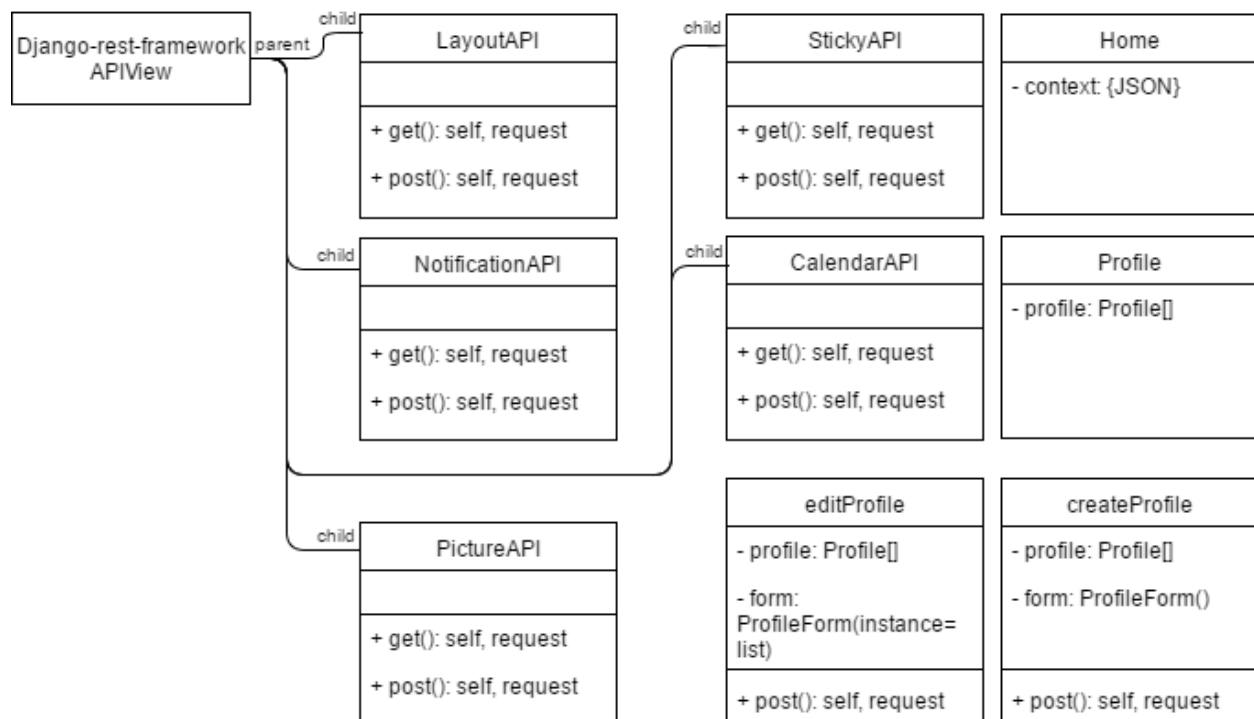 Django-rest-framework
APIView
parent
child
LayoutAPI
+ get(): self, request
+ post(): self, request
child
StickyAPI
+ get(): self, request
+ post(): self, request
Home
- context: {JSON}
child
NotificationAPI
+ get(): self, request
+ post(): self, request
child
CalendarAPI
+ get(): self, request
+ post(): self, request
Profile
- profile: Profile[]
child
PictureAPI
+ get(): self, request
+ post(): self, request
editProfile
- profile: Profile[]
- form:
ProfileForm(instance=
list)
+ post(): self, request
createProfile
- profile: Profile[]
- form: ProfileForm()
+ post(): self, request